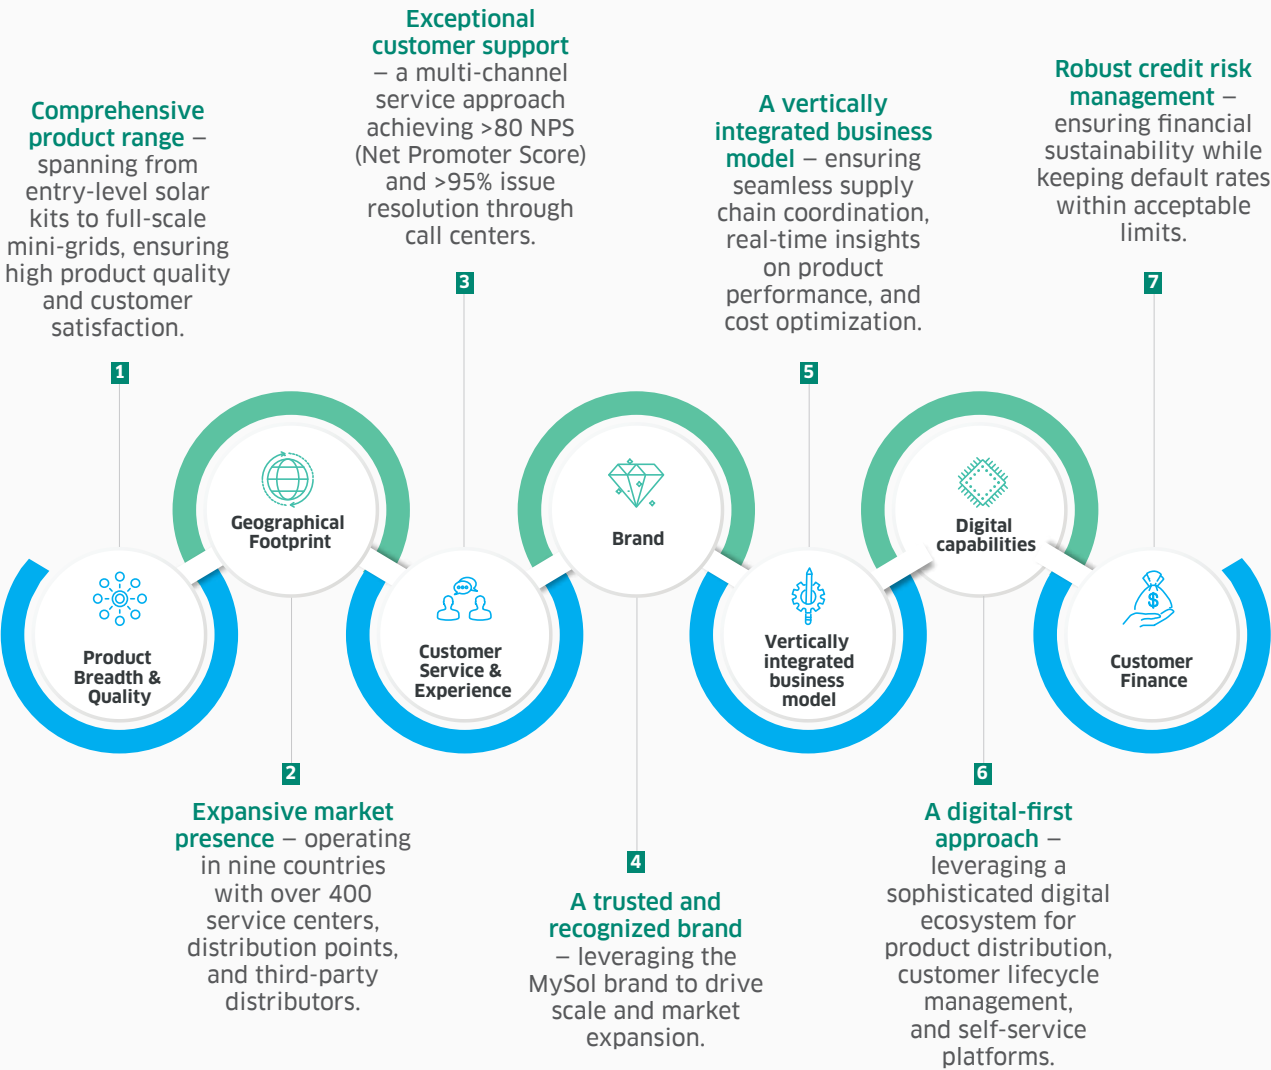 Comprehensive
product range –
spanning from
entry-level solar
kits to full-scale
mini-grids, ensuring
high product quality
and customer
satisfaction.
1
Product
Breadth &
Quality
Geographical
Footprint
2
Expansive market
presence – operating
in nine countries
with over 400
service centers,
distribution points,
and third-party
distributors.
Exceptional
customer support
– a multi-channel
service approach
achieving >80 NPS
(Net Promoter Score)
and >95% issue
resolution through
call centers.
3
Customer
Service &
Experience
Brand
4
A trusted and
recognized brand
– leveraging the
MySol brand to drive
scale and market
expansion.
A vertically
integrated business
model – ensuring
seamless supply
chain coordination,
real-time insights
on product
performance, and
cost optimization.
5
Vertically
integrated
business
model
Digital
capabilities
6
A digital-first
approach –
leveraging a
sophisticated digital
ecosystem for
product distribution,
customer lifecycle
management,
and self-service
platforms.
Robust credit risk
management –
ensuring financial
sustainability while
keeping default rates
within acceptable
limits.
7
$
Customer
Finance